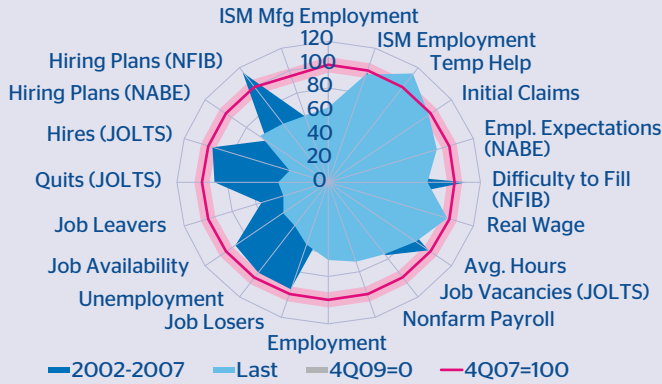 ISM Mfg Employment
ISM Employment
Temp Help
Initial Claims
Empl. Expectations
(NABE)
Difficulty to Fill
(NFIB)
Real Wage
Avg. Hours
Job Vacancies (JOLTS)
Nonfarm Payroll
Employment
Job Losers
Unemployment
Job Availability
Job Leavers
Quits (JOLTS)
Hires (JOLTS)
Hiring Plans (NABE)
Hiring Plans (NFIB)
120
100
80
60
40
20
0
2002-2007 Last 4Q09=0 4Q07=100